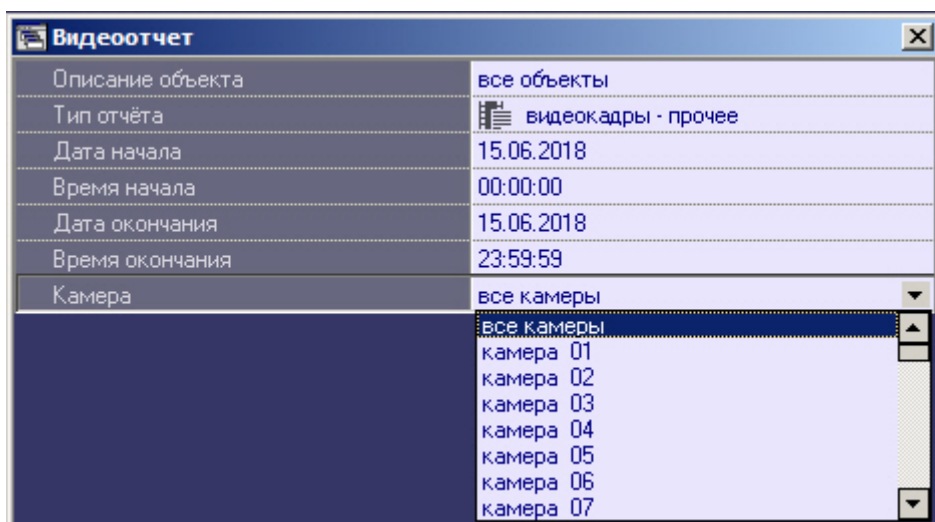 Видеоотчет
Описание объекта все объекты
Тип отчёта видеокадры - прочее
Дата начала 15.06.2018
Время начала 00:00:00
Дата окончания 15.06.2018
Время окончания 23:59:59
Камера все камеры
все камеры
камера 01
камера 02
камера 03
камера 04
камера 05
камера 06
камера 07